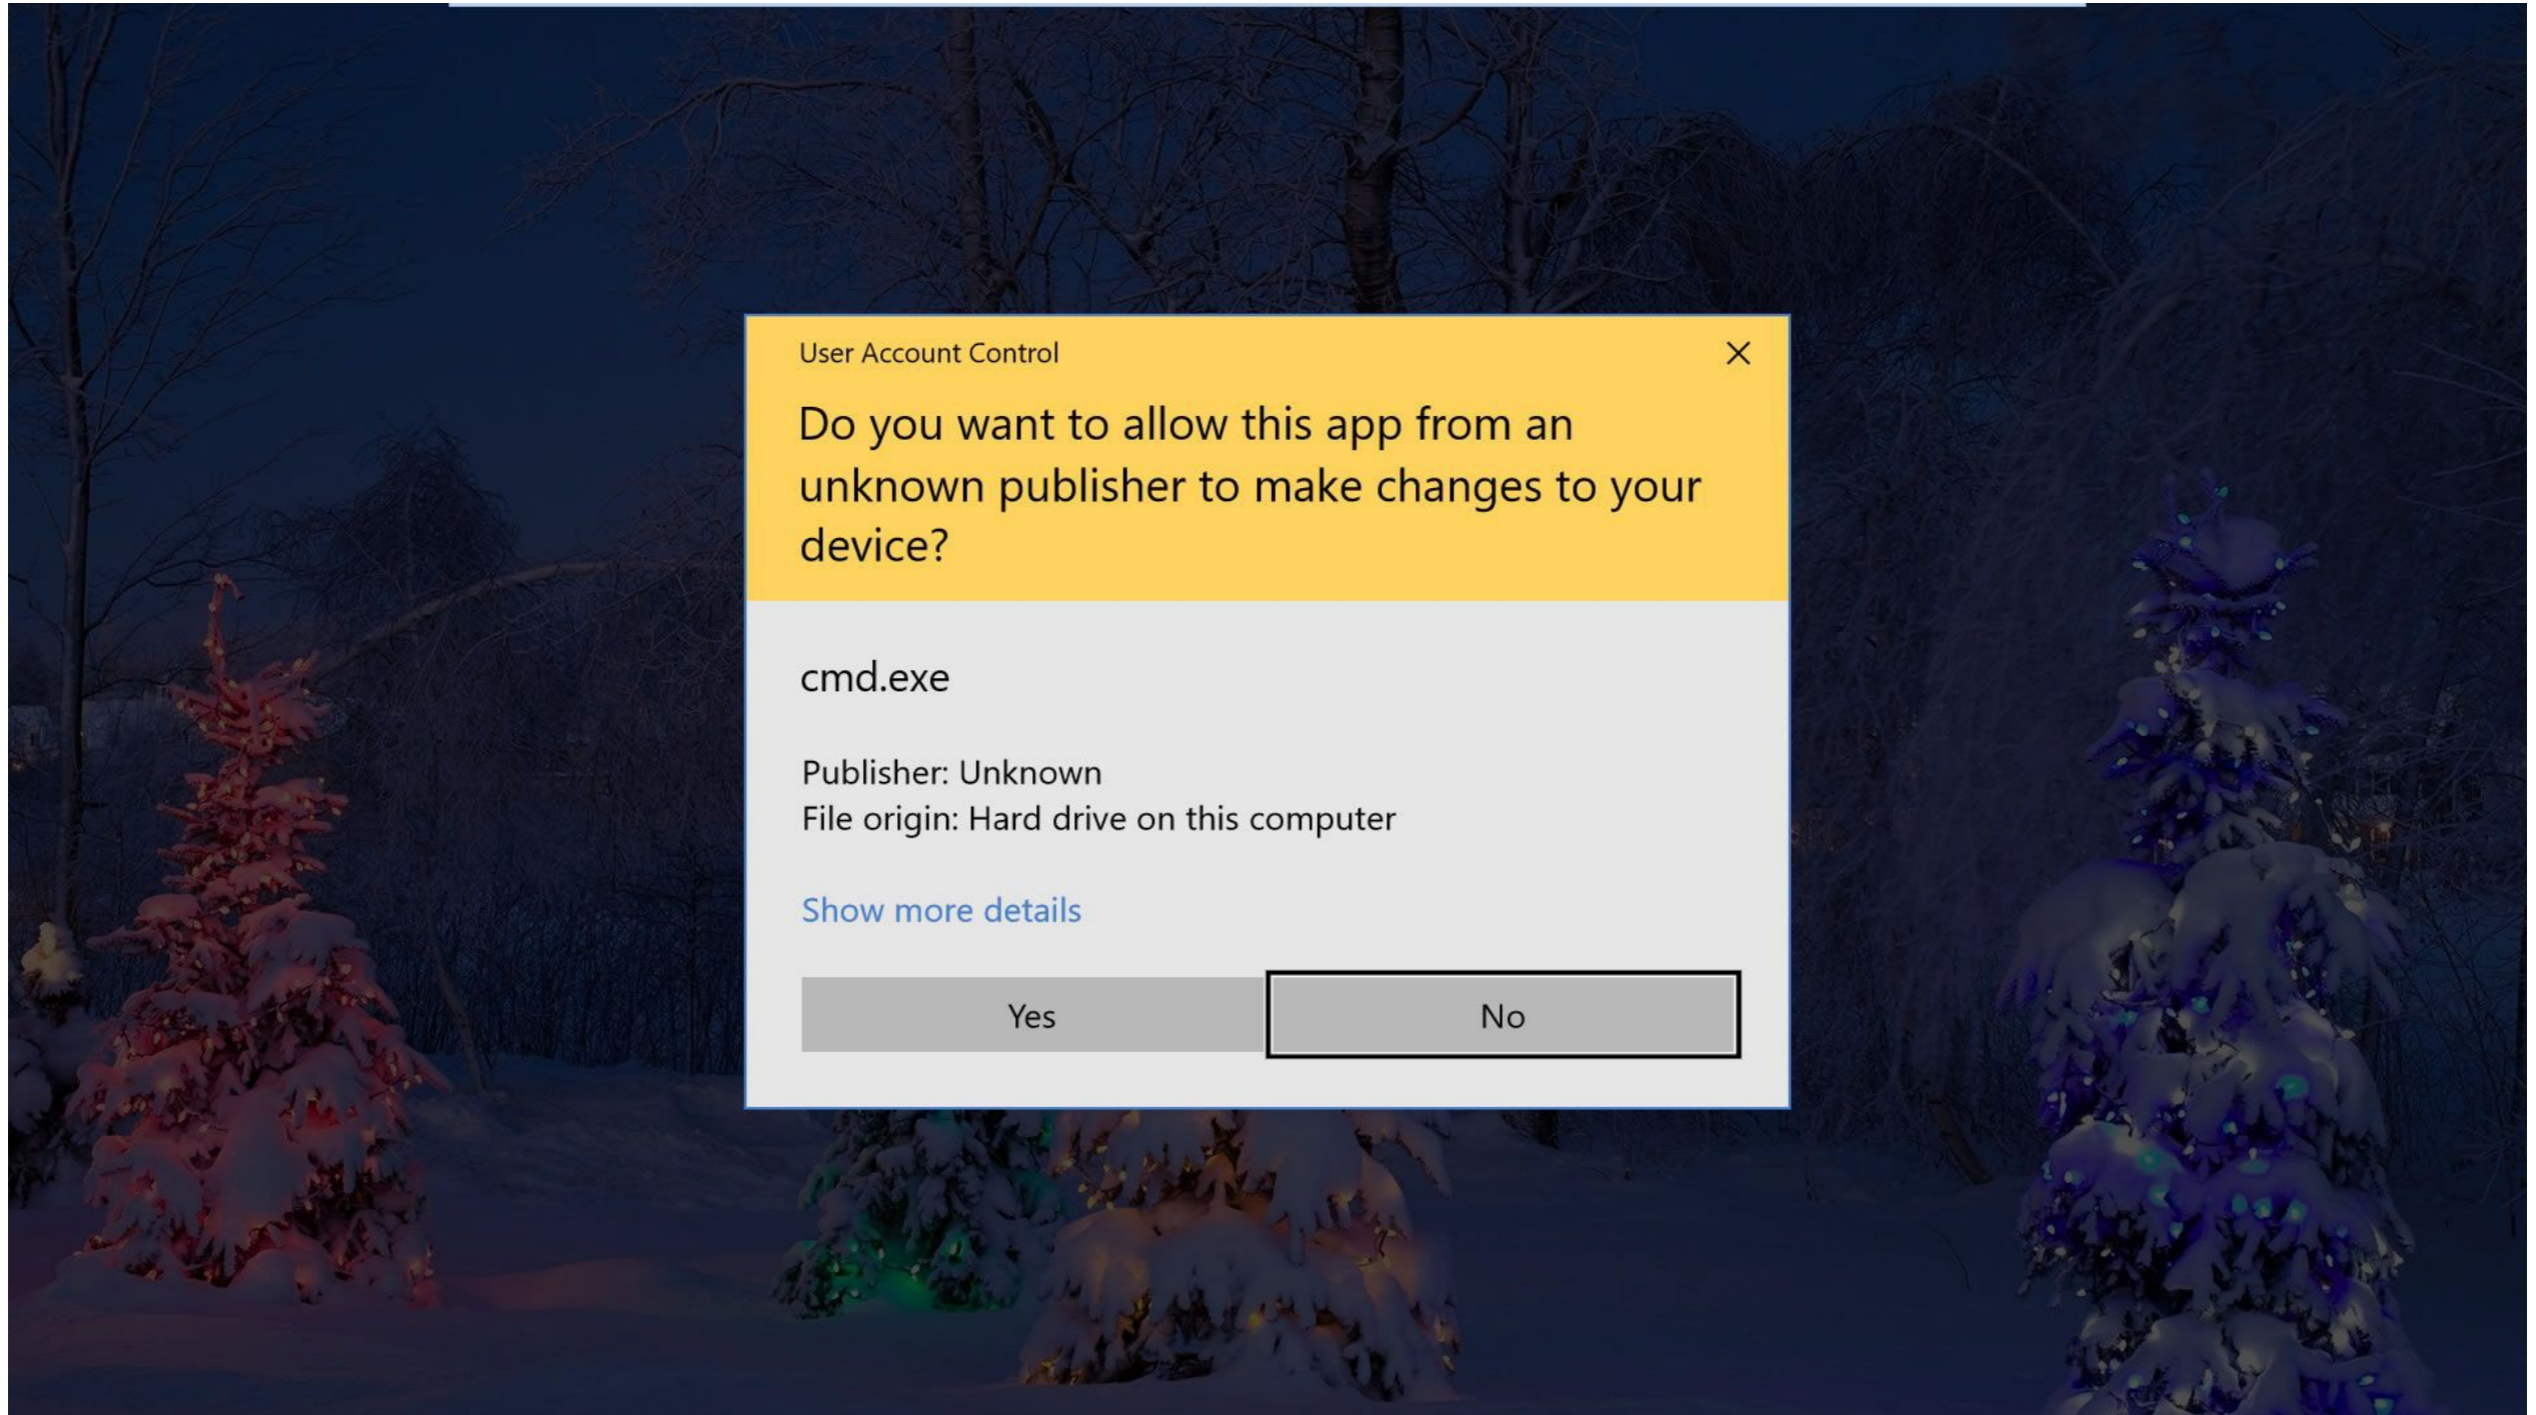 User Account Control
Do you want to allow this app from an
unknown publisher to make changes to your
device?
cmd.exe
Publisher: Unknown
File origin: Hard drive on this computer
Show more details
Yes
No